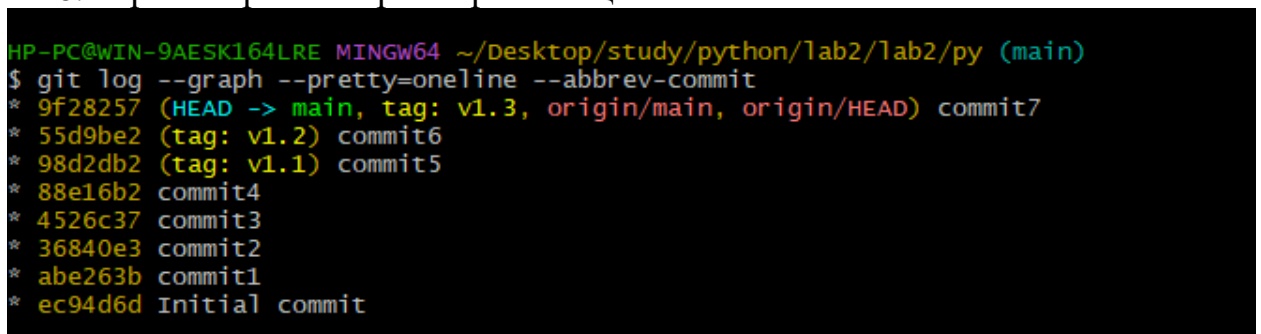 HP-PC@WIN-9AESK164LRE MINGW64 ~/Desktop/study/python/lab2/lab2/py (main)
$ git log --graph --pretty=oneline --abbrev-commit
* 9f28257 (HEAD -> main, tag: v1.3, origin/main, origin/HEAD) commit7
* 55d9be2 (tag: v1.2) commit6
* 98d2db2 (tag: v1.1) commit5
* 88e16b2 commit4
* 4526c37 commit3
* 36840e3 commit2
* abe263b commit1
* ec94d6d Initial commit